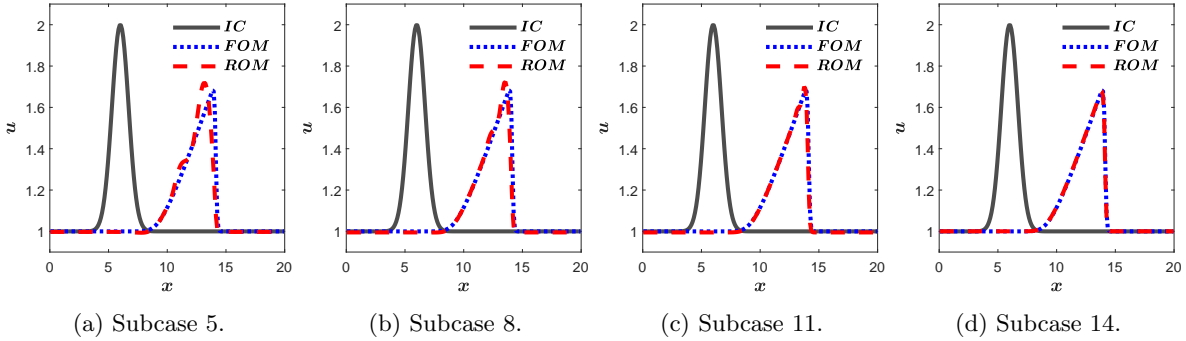 2
1.8
1.6
1.4
1.2
1
u
IC
FOM
ROM
0 5 10 15 20
x
(a) Subcase 5.
2
1.8
1.6
1.4
1.2
1
u
IC
FOM
ROM
0 5 10 15 20
x
(b) Subcase 8.
2
1.8
1.6
1.4
1.2
1
u
IC
FOM
ROM
0 5 10 15 20
x
(c) Subcase 11.
2
1.8
1.6
1.4
1.2
1
u
IC
FOM
ROM
0 5 10 15 20
x
(d) Subcase 14.